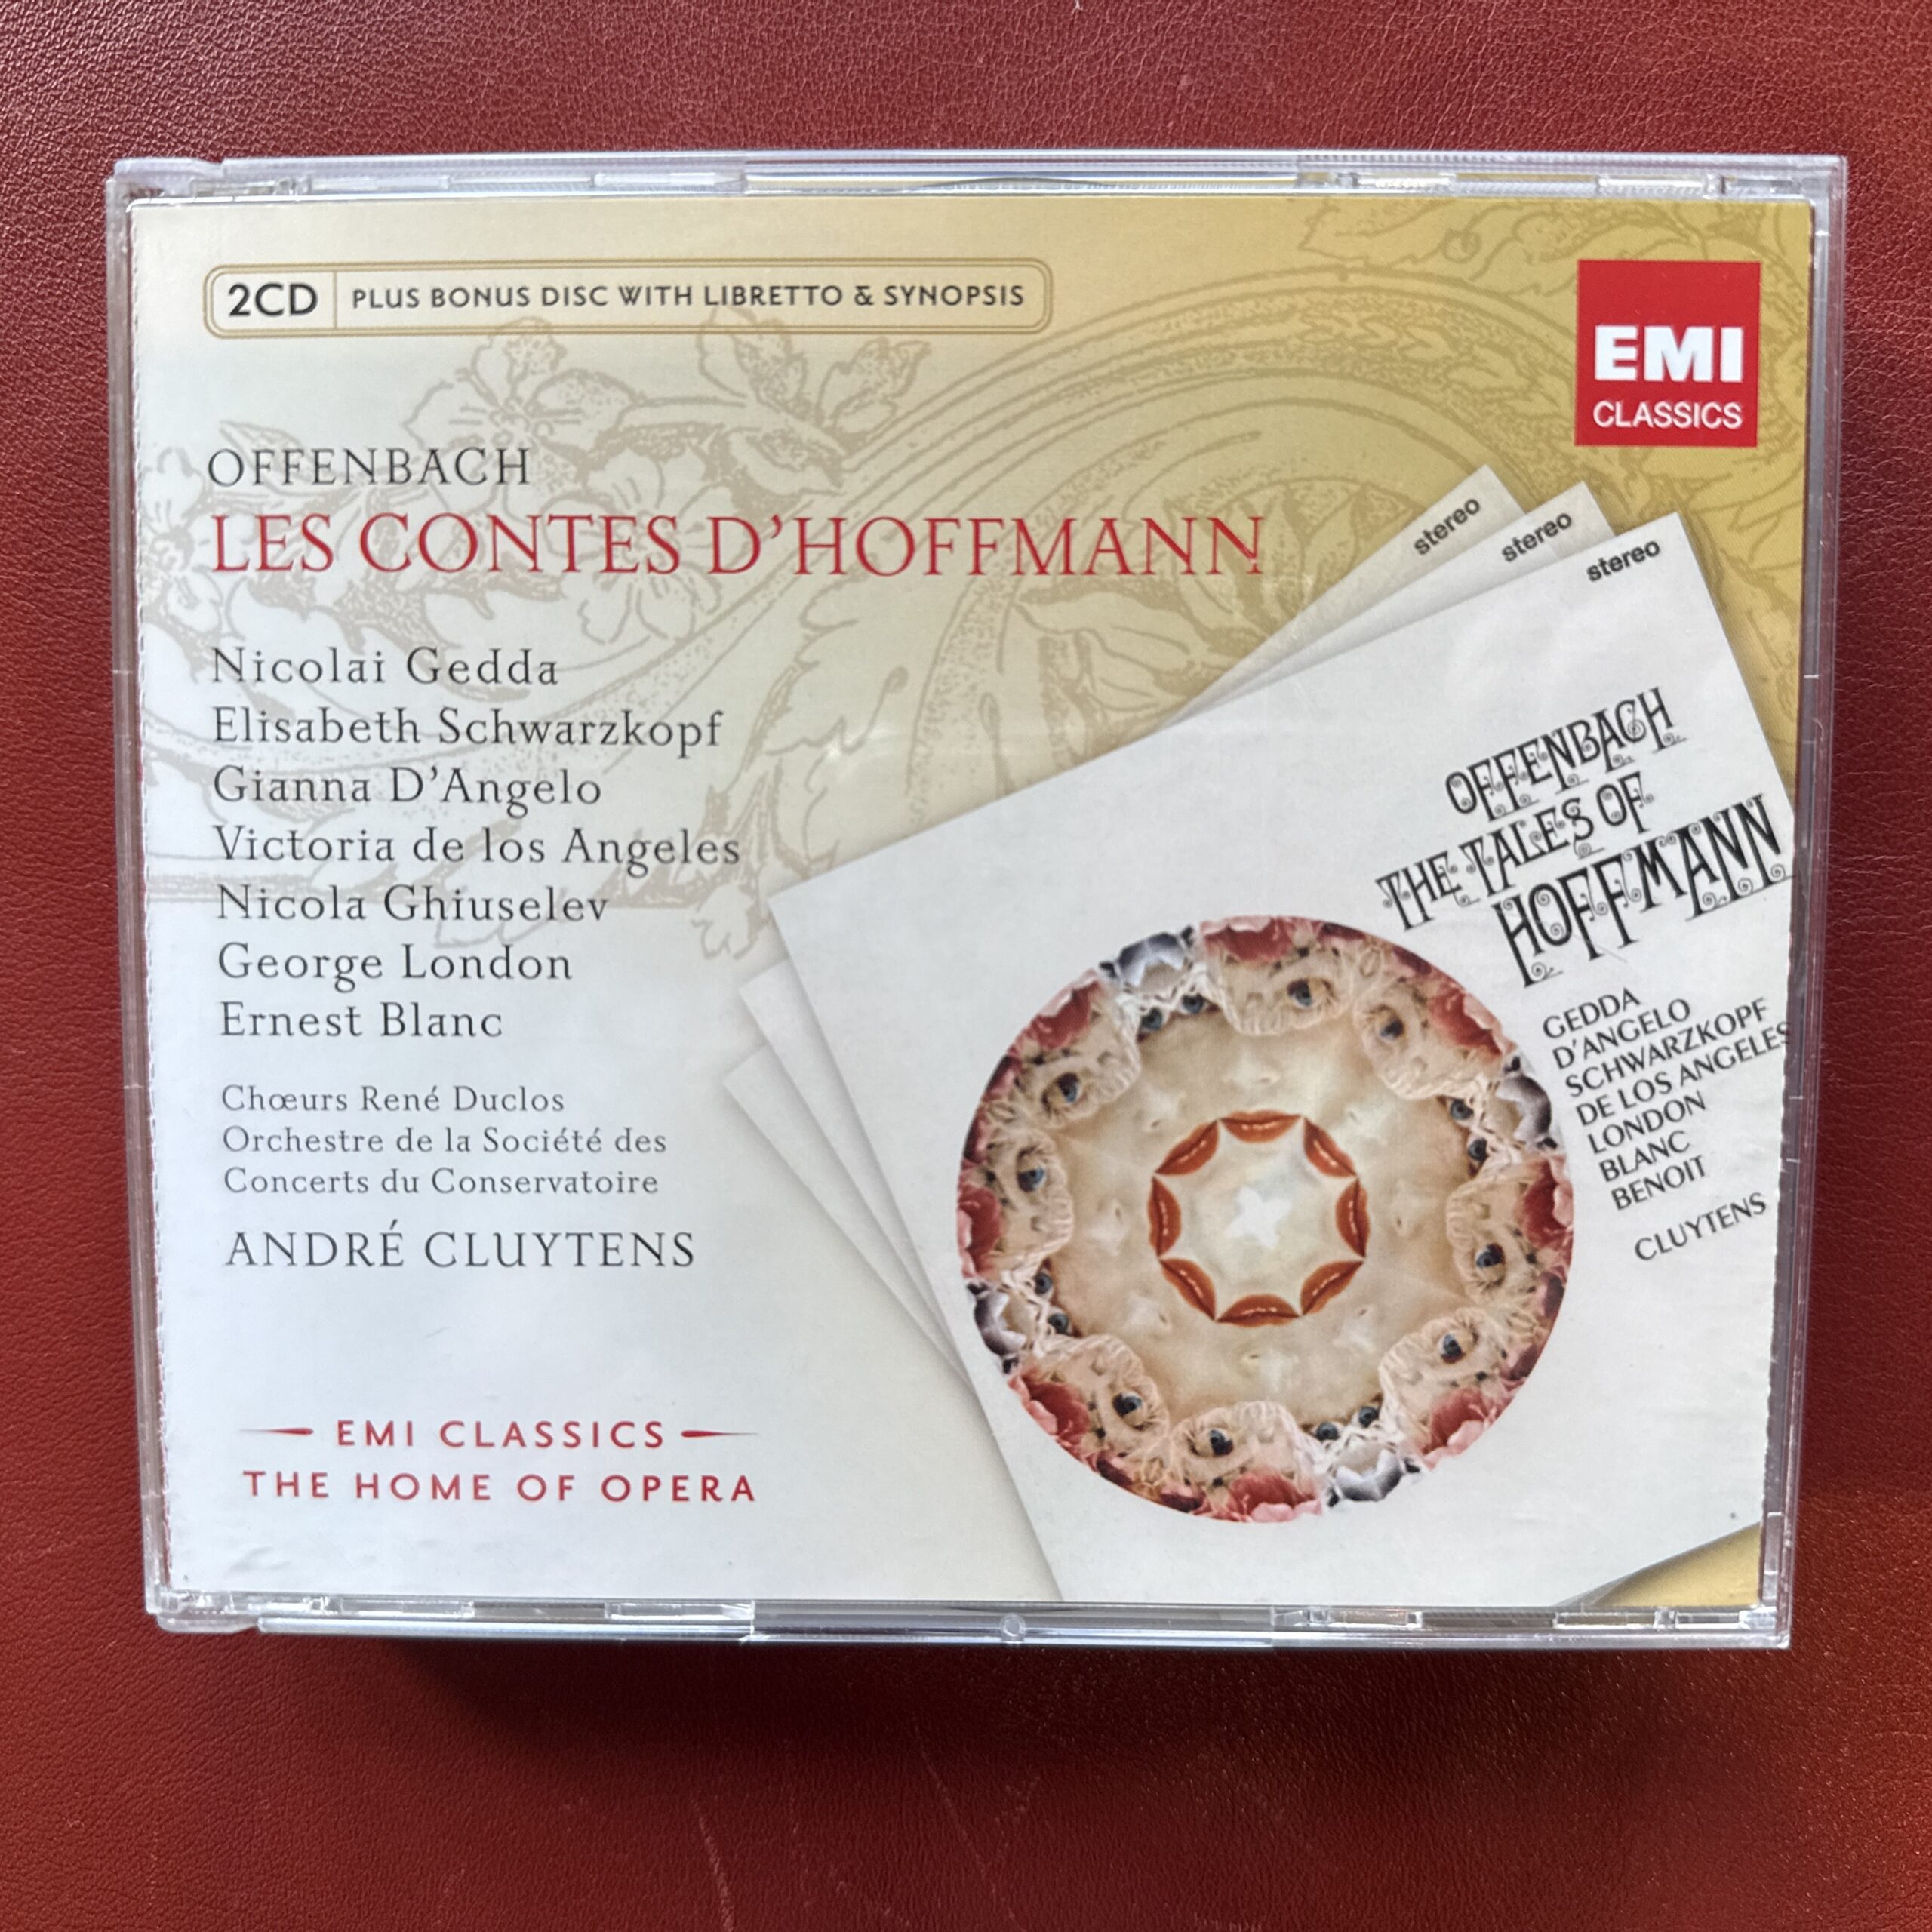 2CD PLUS BONUS DISC WITH LIBRETTO & SYNOPSIS
EMI
CLASSICS
OFFENBACH
LES CONTES D'HOFFMANN
Nicolai Gedda
Elisabeth Schwarzkopf
Gianna D'Angelo
Victoria de los Angeles
Nicola Ghiuselev
George London
Ernest Blanc
Chœurs René Duclos
Orchestre de la Société des
Concerts du Conservatoire
ANDRÉ CLUYTENS
EMI CLASSICS
THE HOME OF OPERA
stereo
stereo
stereo
OFFENBACH
THE TALES OF
HOFFMANN
GEDDA
D'ANGELO
SCHWARZKOPF
DE LOS ANGELES
LONDON
BLANC
BENOIT
CLUYTENS